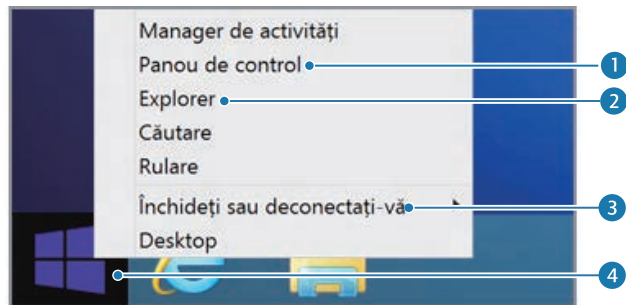 Manager de activități
Panou de control
1
Explorer
2
Căutare
Rulare
Închideți sau deconectați-vă
3
Desktop
4